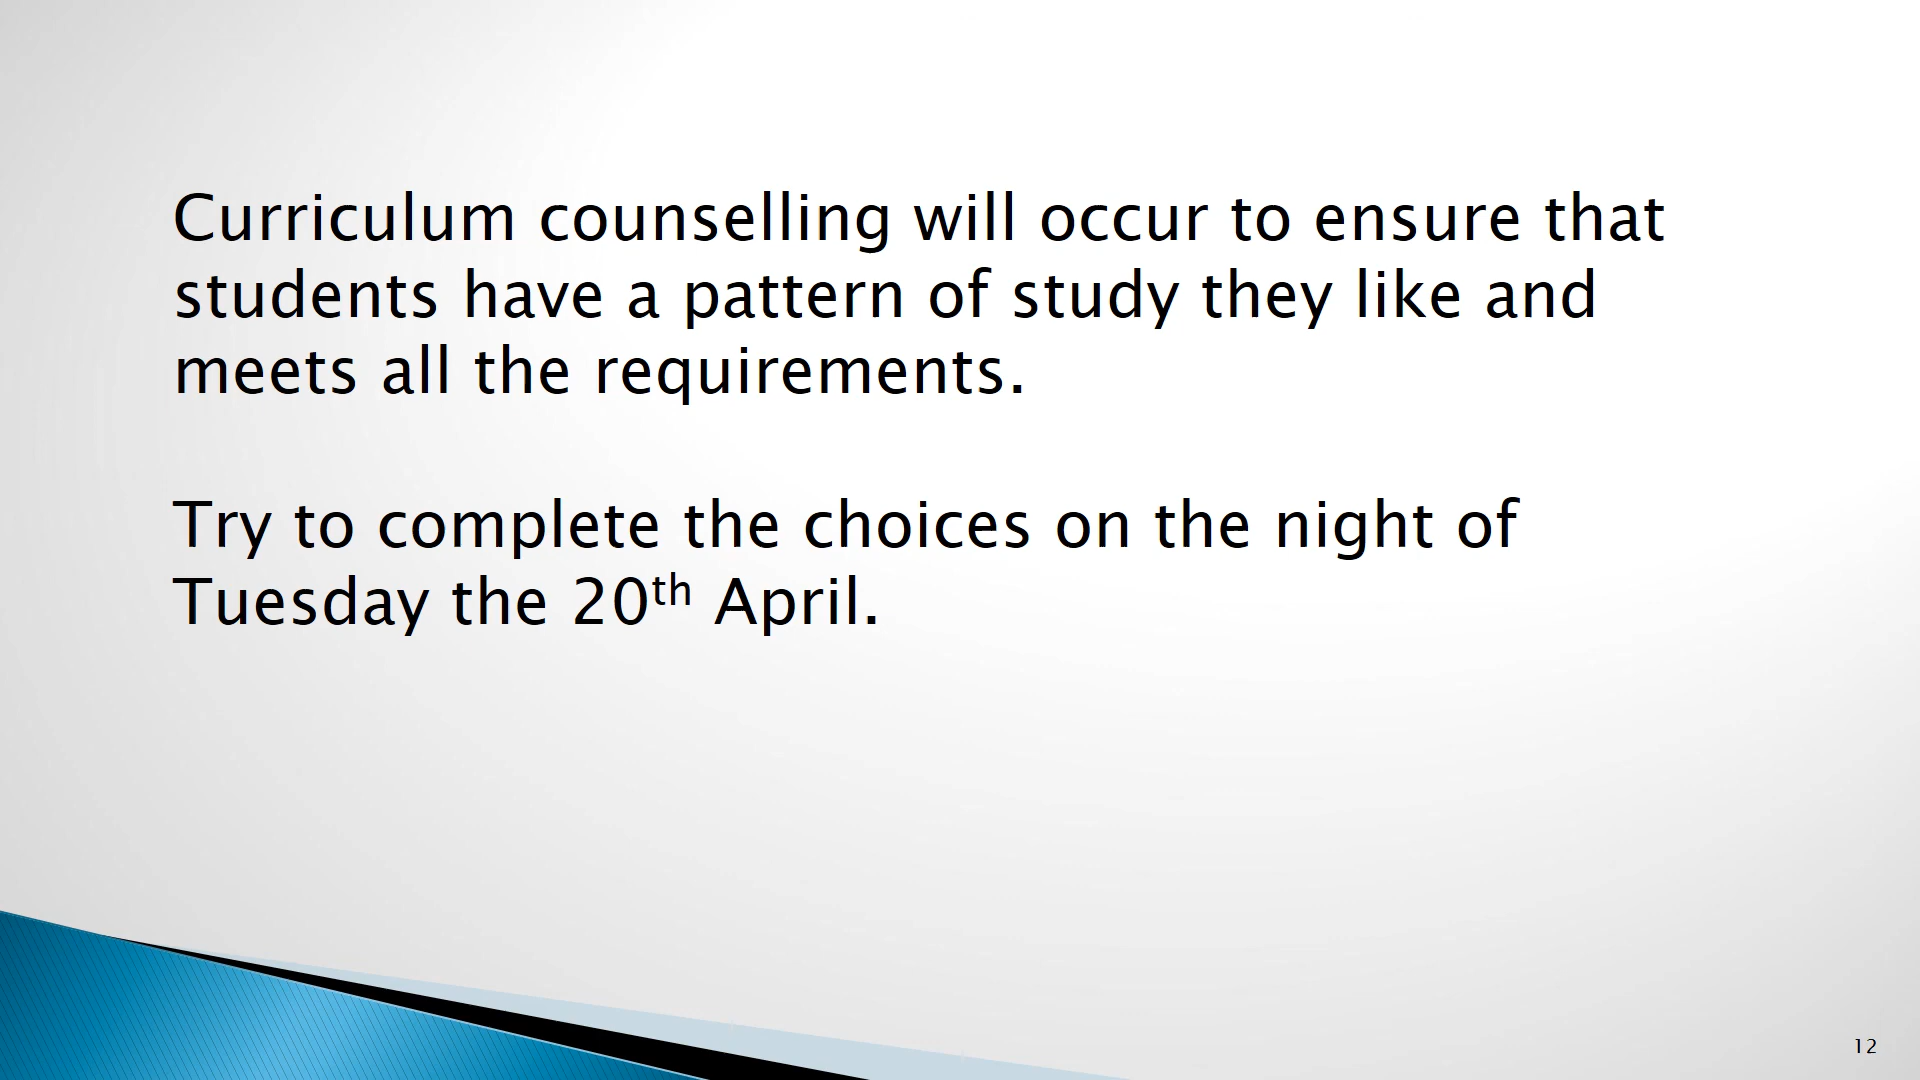 Curriculum counselling will occur to ensure that
students have a pattern of study they like and
meets all the requirements.
Try to complete the choices on the night of
Tuesday the 20th April.
12